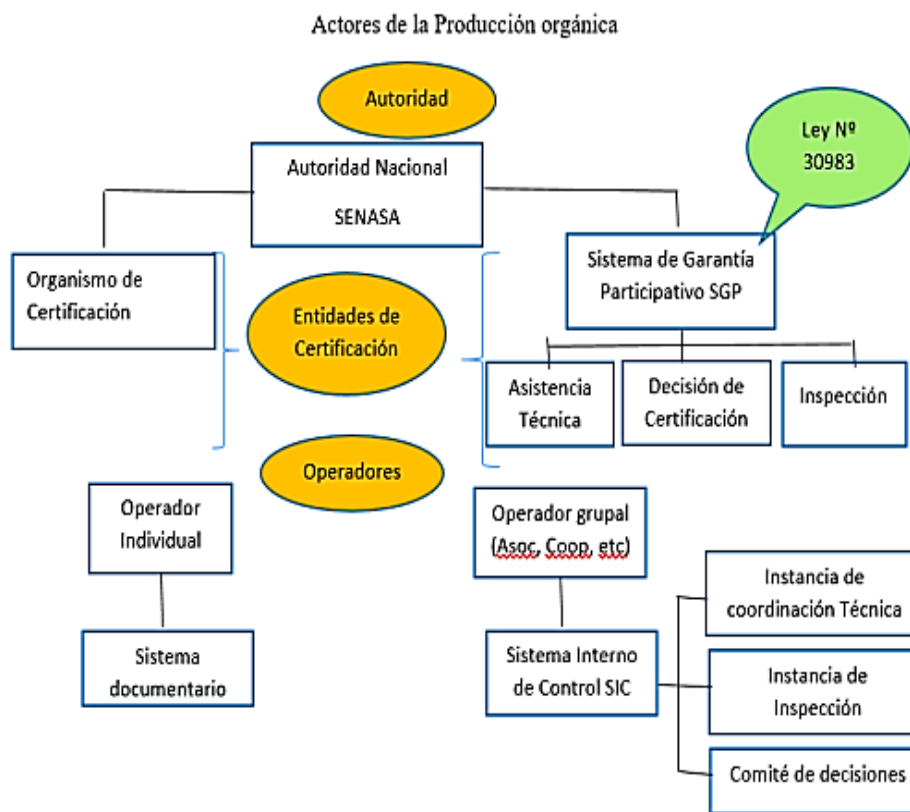 Actores de la Producción orgánica
Autoridad
Ley Nº
30983
Autoridad Nacional
SENASA
Organismo de
Certificación
Entidades de
Certificación
Sistema de Garantía
Participativo SGP
Asistencia
Técnica
Decisión de
Certificación
Inspección
Operadores
Operador
Individual
Operador grupal
(Asoc, Coop, etc)
Sistema
documentario
Sistema Interno
de Control SIC
Instancia de
coordinación Técnica
Instancia de
Inspección
Comité de decisiones